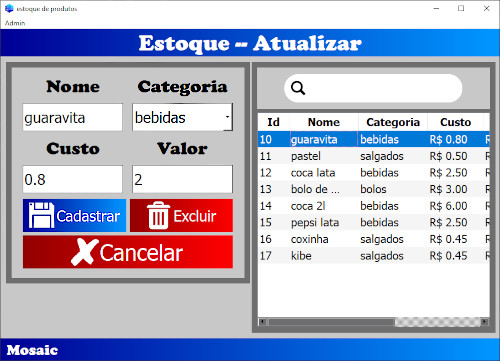 estoque de produtos
Admin
Estoque -- Atualizar
Nome Categoria
guaravita bebidas
Custo Valor
0.8 2
Cadastrar Excluir
Cancelar
Id Nome Categoria Custo
10 guaravita bebidas R$ 0.80 R$
11 pastel salgados R$ 0.50 R$
12 coca lata bebidas R$ 2.50 R$
13 bolo de ... bolos R$ 3.00 R$
14 coca 2l bebidas R$ 6.00 R$
15 pepsi lata bebidas R$ 2.50 R$
16 coxinha salgados R$ 0.45 R$
17 kibe salgados R$ 0.45 R$
Mosaic